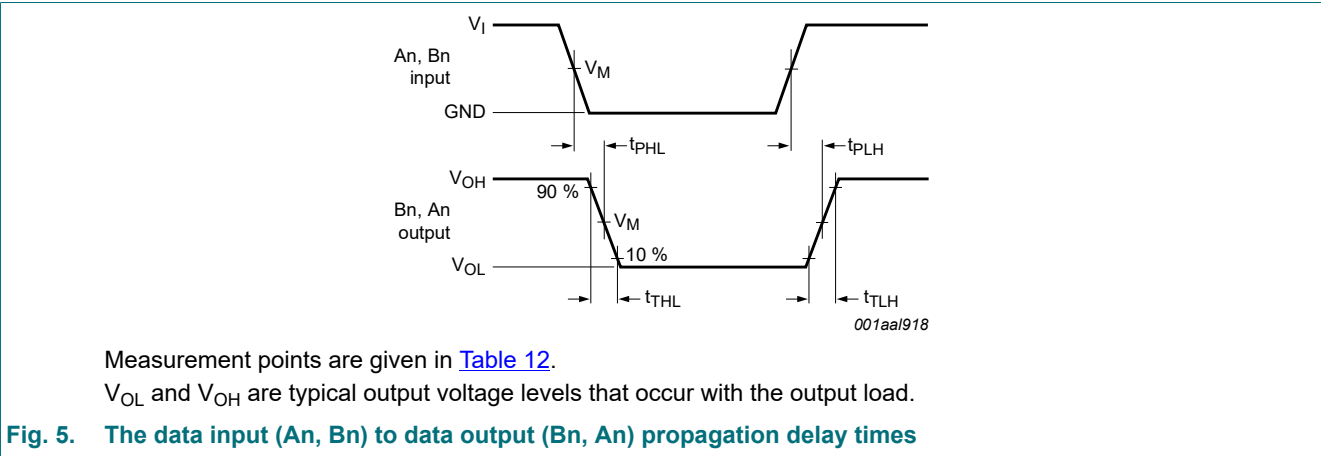 VI
An, Bn
input
VM
GND
tPHL
tPLH
VOH
90 %
Bn, An
output
VM
10 %
VOL
tTHL
tTLH
001aal918
Measurement points are given in Table 12.
VOL and VOH are typical output voltage levels that occur with the output load.
Fig. 5. The data input (An, Bn) to data output (Bn, An) propagation delay times